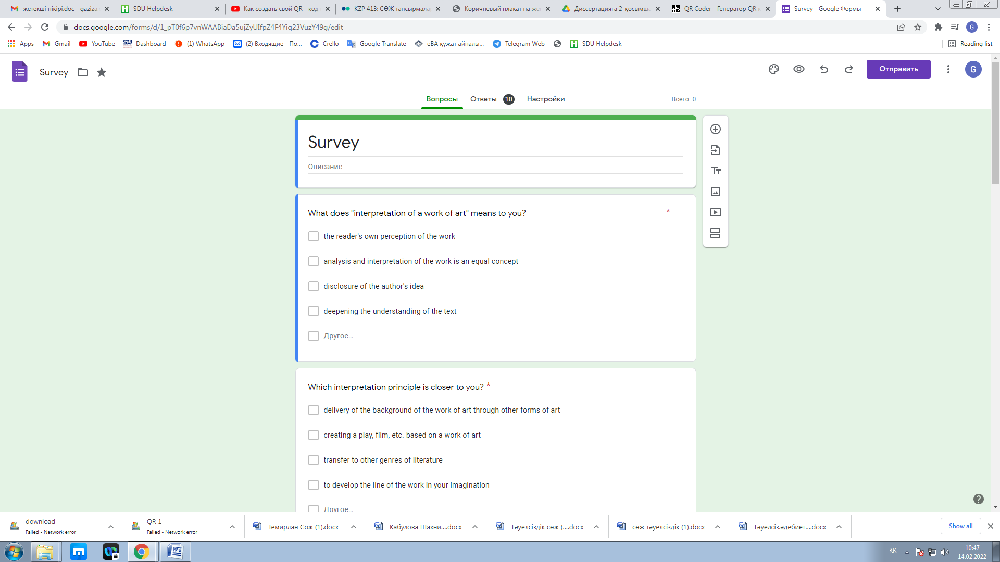 жетекші пікірі.doc - gaziza.
SDU Helpdesk
Как создать свой QR - код
KZP 413: СӨЖ тапсырмалар
Коричневый плакат на же
Диссертацияға 2-қосымша
QR Coder - Генератор QR к
Survey - Google Формы
docs.google.com/forms/d/1_pT0f6p7vnWAABiaDa5ujZyUIfpZ4F4Yiq23VuzY49g/edit
G
Apps
Gmail
YouTube
Dashboard
(1) WhatsApp
(2) Входящие - По...
Crello
Google Translate
еВА құжат айналы...
Telegram Web
SDU Helpdesk
Reading list
Survey
Отправить
G
Вопросы
Ответы 10
Настройки
Всего: 0
Survey
Описание
What does "interpretation of a work of art" means to you? *
the reader's own perception of the work
analysis and interpretation of the work is an equal concept
disclosure of the author's idea
deepening the understanding of the text
Другое...
Which interpretation principle is closer to you? *
delivery of the background of the work of art through other forms of art
creating a play, film, etc. based on a work of art
transfer to other genres of literature
to develop the line of the work in your imagination
Другое...
download
Failed - Network error
QR 1
Failed - Network error
Темирлан Сож (1).docx
Кабулова Шахни....docx
Тәуелсіздік сөж (....docx
сөж тәуелсіздік (1).docx
Тәуелсіз.әдебиет....docx
Show all
KK
10:47
14.02.2022